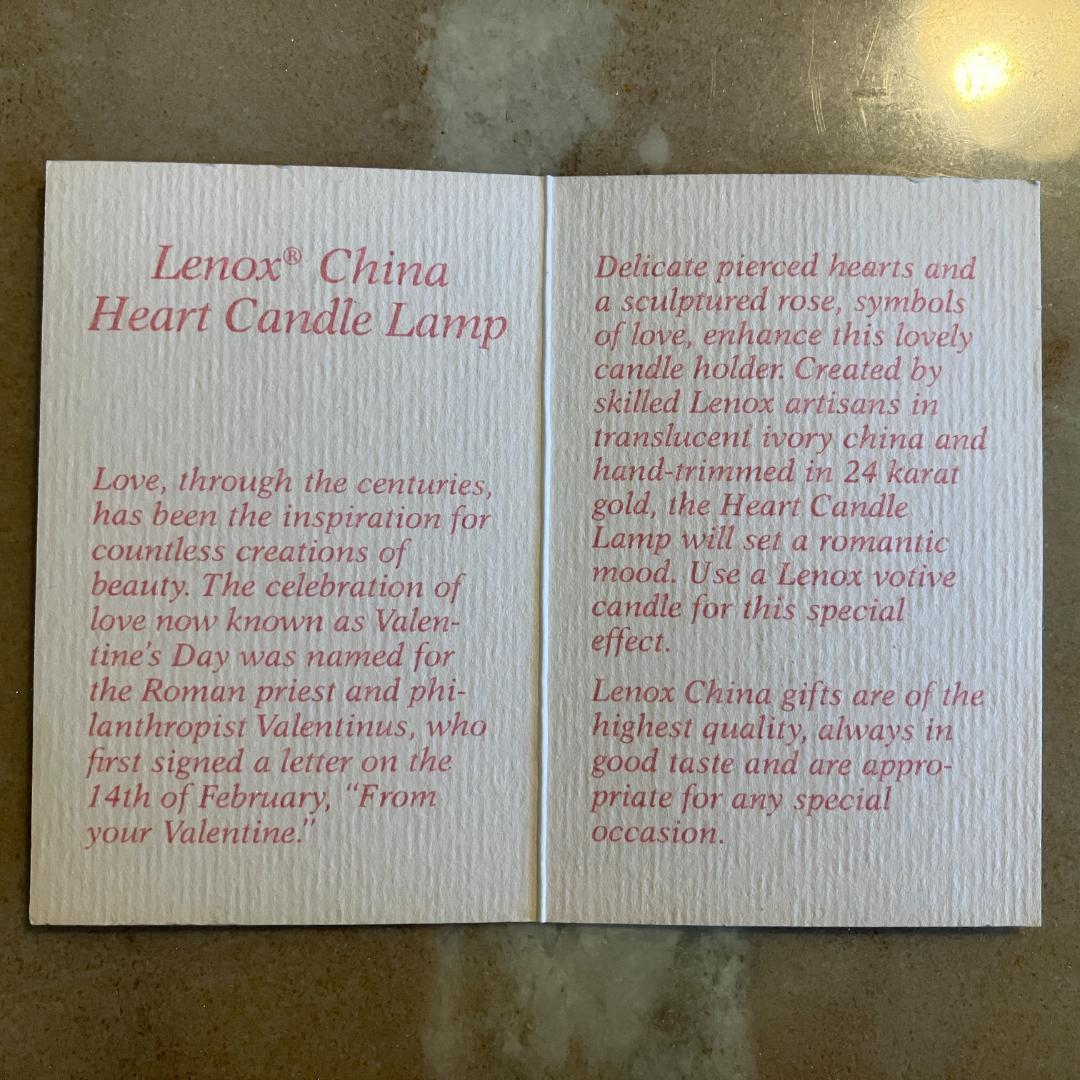 Lenox® China
Heart Candle Lamp
Love, through the centuries,
has been the inspiration for
countless creations of
beauty. The celebration of
love now known as Valen-
tine's Day was named for
the Roman priest and phi-
lanthropist Valentinus, who
first signed a letter on the
14th of February, “From
your Valentine.”
Delicate pierced hearts and
a sculptured rose, symbols
of love, enhance this lovely
candle holder. Created by
skilled Lenox artisans in
translucent ivory china and
hand-trimmed in 24 karat
gold, the Heart Candle
Lamp will set a romantic
mood. Use a Lenox votive
candle for this special
effect.
Lenox China gifts are of the
highest quality, always in
good taste and are appro-
priate for any special
occasion.